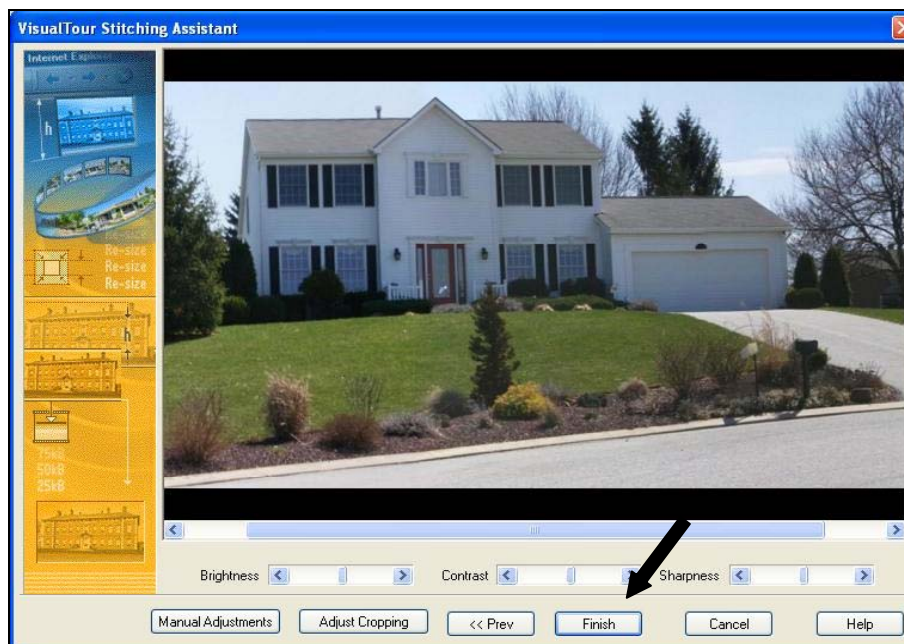 VisualTour Stitching Assistant
Internet Explorer
h
Re-size
Re-size
Re-size
h
75kB
50kB
25kB
Brightness Contrast Sharpness
Manual Adjustments Adjust Cropping << Prev Finish Cancel Help